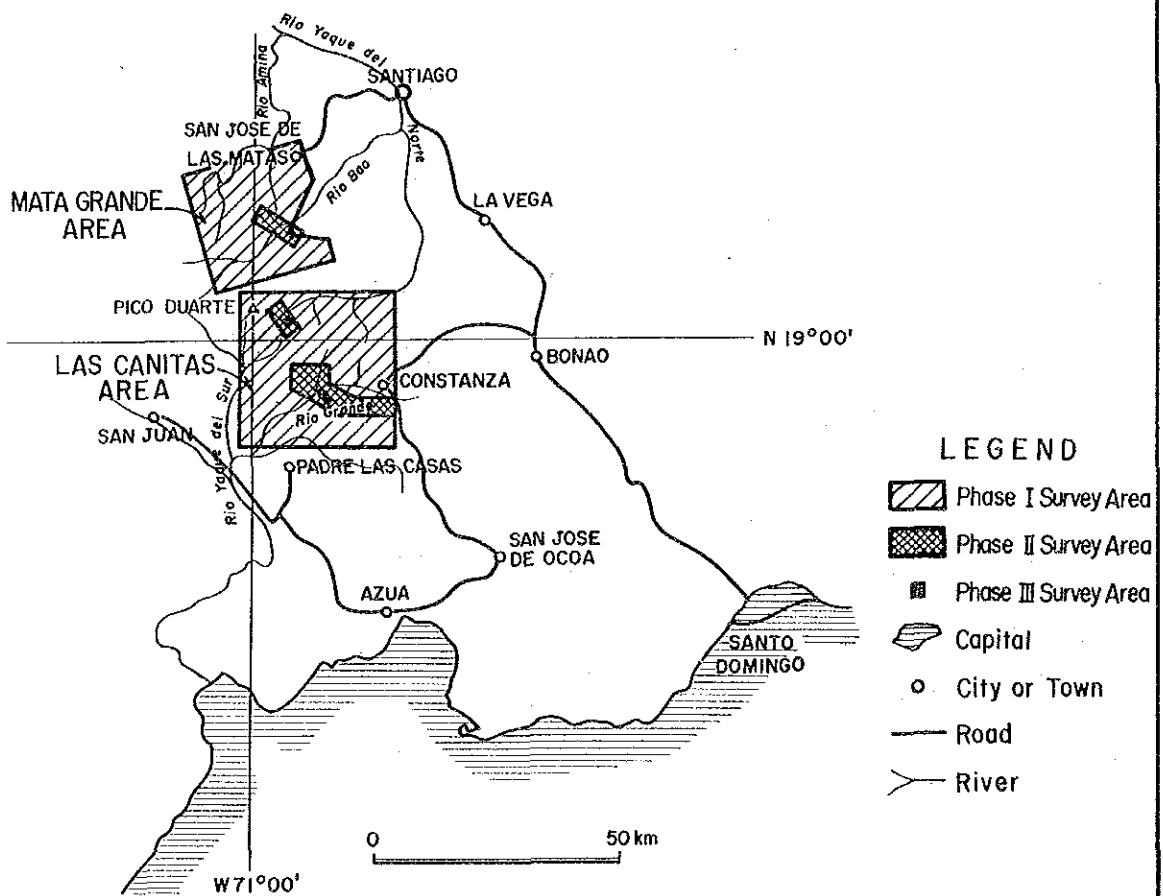 Rio Yaque del
Norte
Rio Amina
SANTIAGO
SAN JOSE DE
LAS MATAS
Rio Bao
MATA GRANDE
AREA
LA VEGA
PICO DUARTE
N 19°00'
BONAO
LAS CANITAS
AREA
CONSTANZA
Rio Grande
SAN JUAN
Rio Yaque del Sur
PADRE LAS CASAS
SAN JOSE
DE OCOA
AZUA
SANTO
DOMINGO
LEGEND
Phase I Survey Area
Phase II Survey Area
Phase III Survey Area
Capital
City or Town
Road
River
0 50 km
W 71°00'